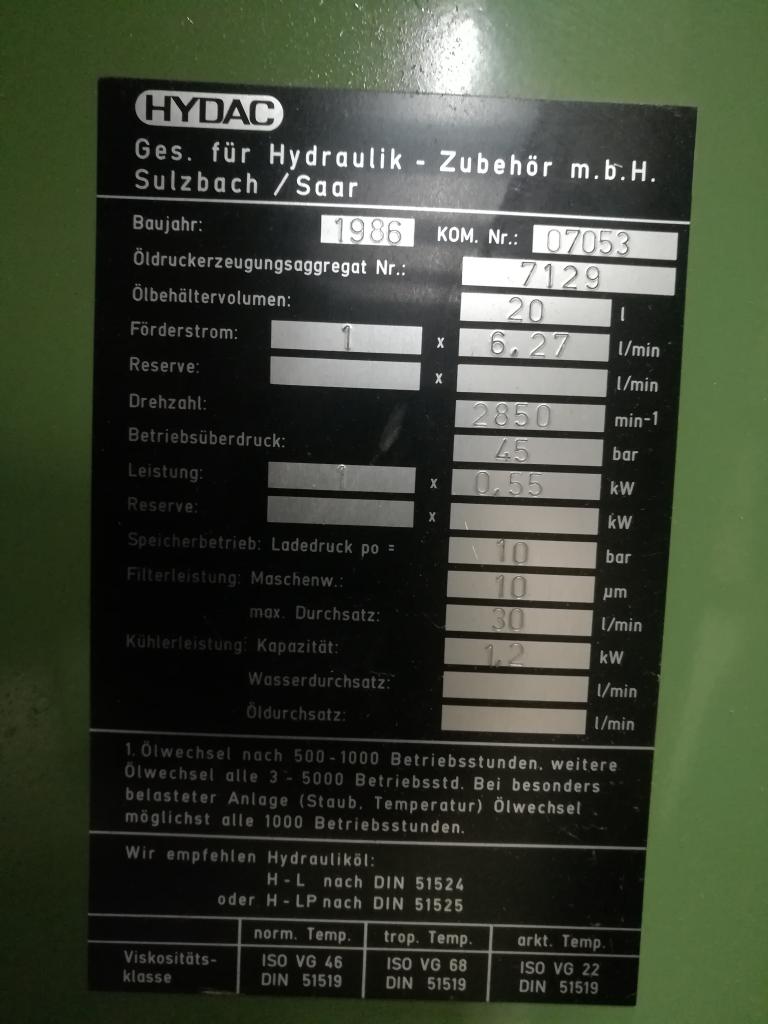 HYDAC
Ges. für Hydraulik - Zubehör m.b.H.
Sulzbach /Saar
Baujahr: 1986 KOM. Nr.: 07053
Öldruckerzeugungsaggregat Nr.: 7129
Ölbehältervolumen: 20 l
Förderstrom: 1 x 6,27 l/min
Reserve: x l/min
Drehzahl: 2850 min-1
Betriebsüberdruck: 45 bar
Leistung: 1 x 0,55 kW
Reserve: x kW
Speicherbetrieb: Ladedruck po = 10 bar
Filterleistung: Maschenw.: 10 µm
max. Durchsatz: 30 l/min
Kühlerleistung: Kapazität: 1,2 kW
Wasserdurchsatz: l/min
Öldurchsatz: l/min
1. Ölwechsel nach 500-1000 Betriebsstunden, weitere
Ölwechsel alle 3 - 5000 Betriebsstd. Bei besonders
belasteter Anlage (Staub, Temperatur) Ölwechsel
möglichst alle 1000 Betriebsstunden.
Wir empfehlen Hydrauliköl:
H - L nach DIN 51524
oder H - LP nach DIN 51525
norm. Temp. trop. Temp. arkt. Temp.
Viskositäts- ISO VG 46 ISO VG 68 ISO VG 22
klasse DIN 51519 DIN 51519 DIN 51519